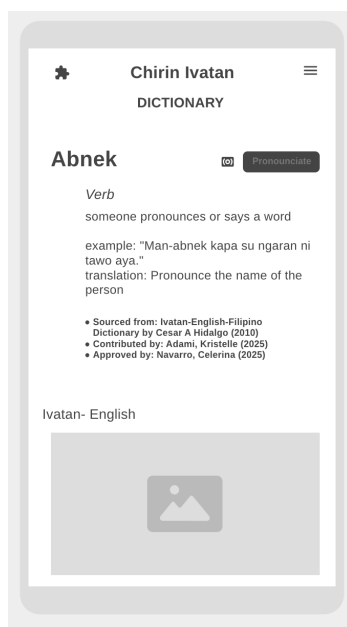 Chirin Ivatan
DICTIONARY
Abnek
Pronounciate
Verb
someone pronounces or says a word
example: "Man-abnek kapa su ngaran ni
tawo aya."
translation: Pronounce the name of the
person
• Sourced from: Ivatan-English-Filipino
Dictionary by Cesar A Hidalgo (2010)
• Contributed by: Adami, Kristelle (2025)
• Approved by: Navarro, Celerina (2025)
Ivatan- English